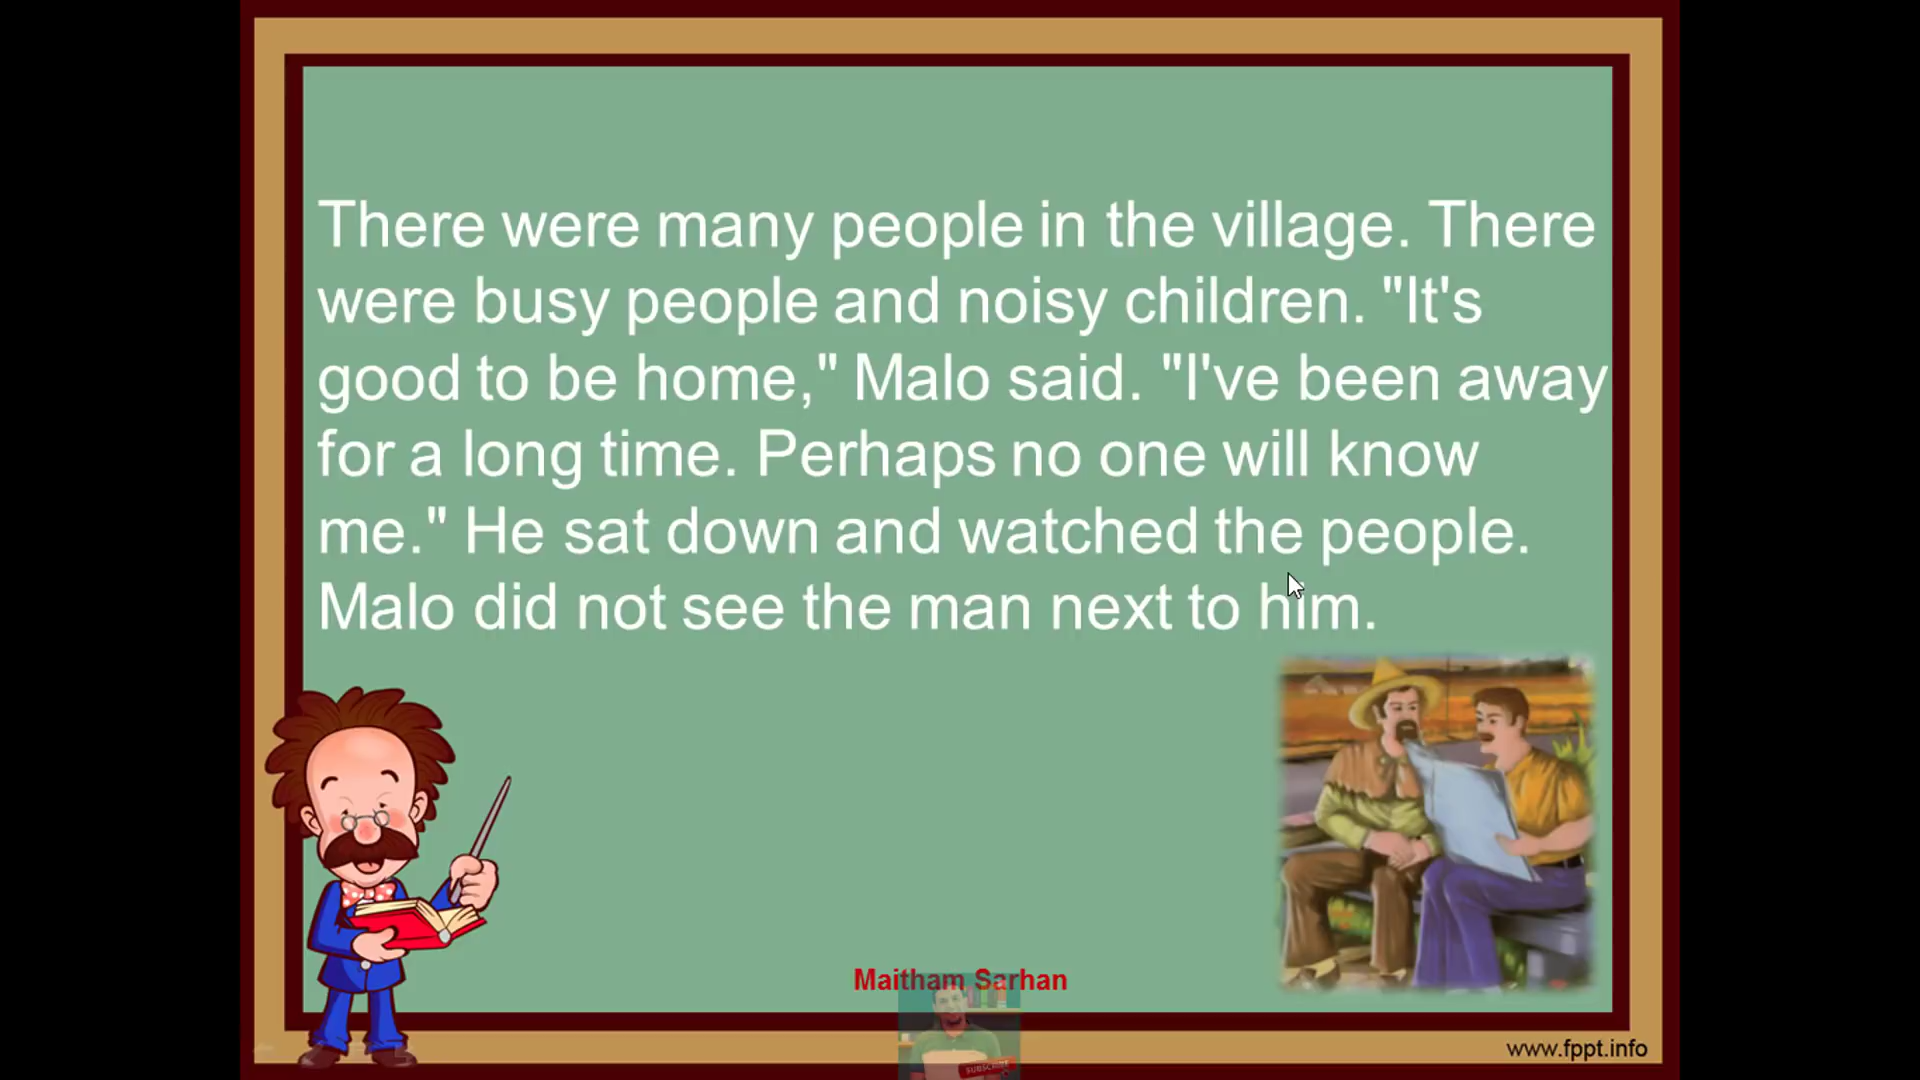 There were many people in the village. There
were busy people and noisy children. "It's
good to be home," Malo said. "I've been away
for a long time. Perhaps no one will know
me." He sat down and watched the people.
Malo did not see the man next to him.
Maitham Sarhan
SUBSCRIBE
www.fppt.info